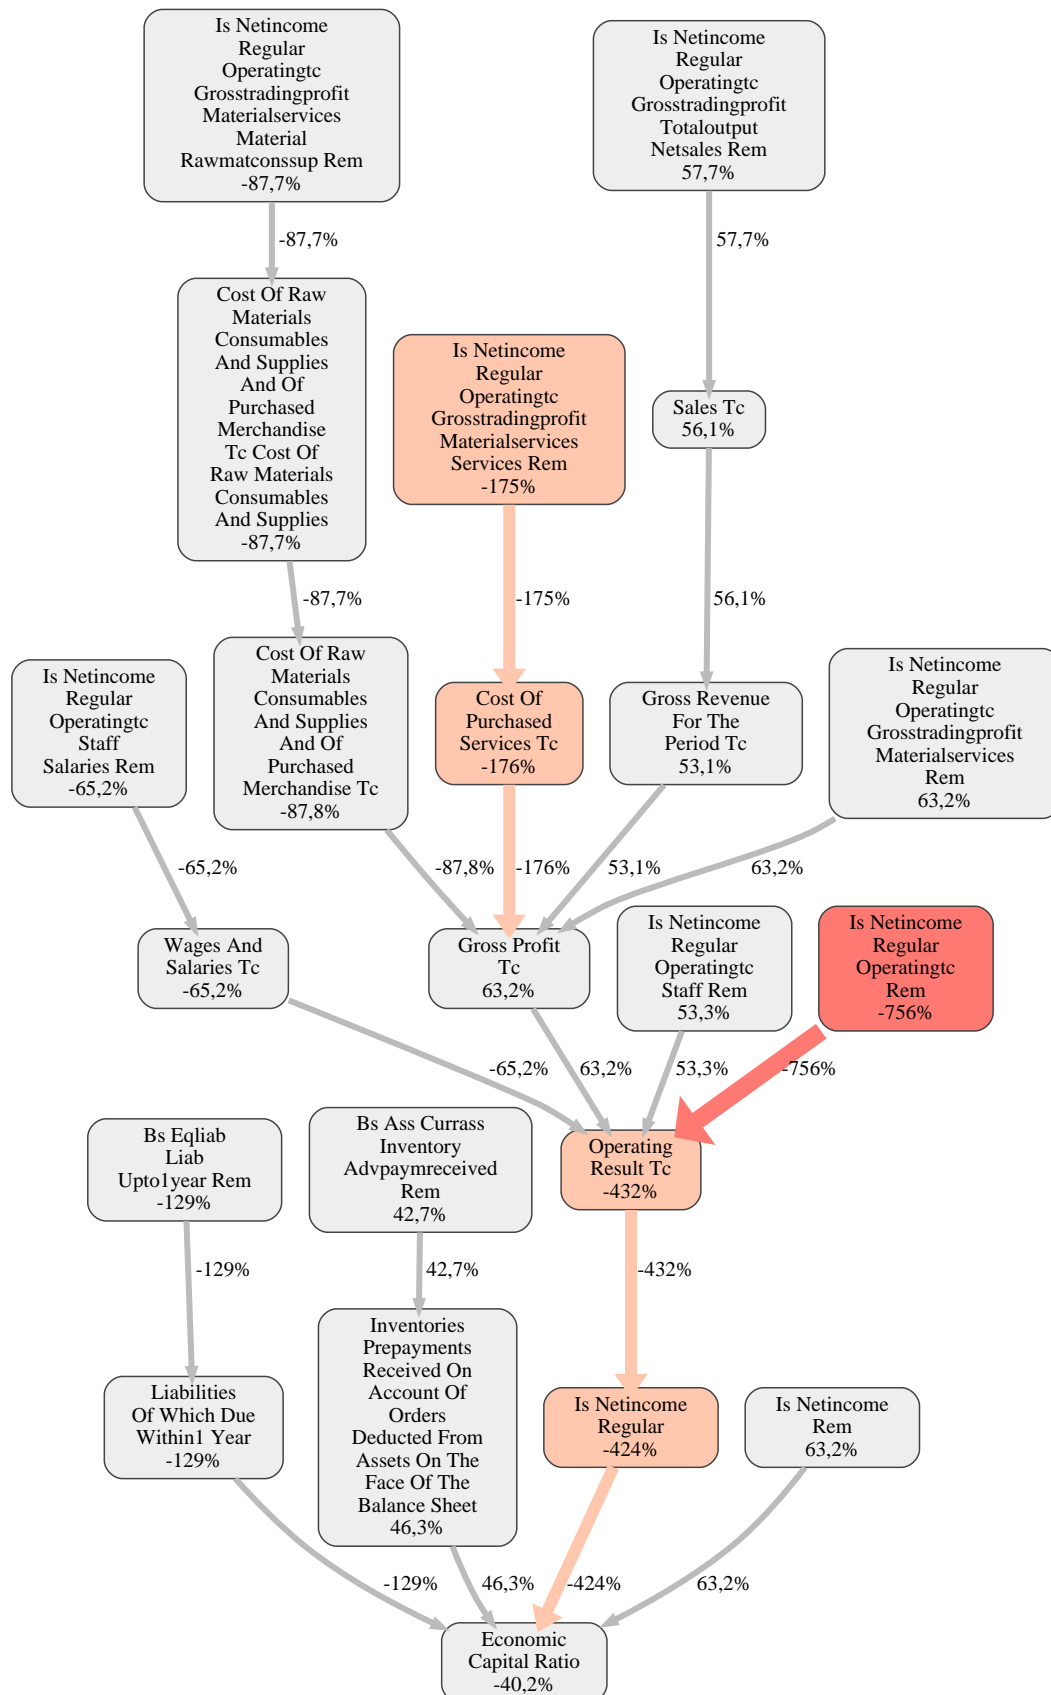 Is Netincome
Regular
Operatingtc
Grosstradingprofit
Materialservices
Material
Rawmatconssup Rem
-87,7%
Is Netincome
Regular
Operatingtc
Grosstradingprofit
Totaloutput
Netsales Rem
57,7%
-87,7%
57,7%
Cost Of Raw
Materials
Consumables
And Supplies
And Of
Purchased
Merchandise
Tc Cost Of
Raw Materials
Consumables
And Supplies
-87,7%
Is Netincome
Regular
Operatingtc
Grosstradingprofit
Materialservices
Services Rem
-175%
Sales Tc
56,1%
-87,7%
-175%
56,1%
Is Netincome
Regular
Operatingtc
Staff
Salaries Rem
-65,2%
Cost Of Raw
Materials
Consumables
And Supplies
And Of
Purchased
Merchandise Tc
-87,8%
Cost Of
Purchased
Services Tc
-176%
Gross Revenue
For The
Period Tc
53,1%
Is Netincome
Regular
Operatingtc
Grosstradingprofit
Materialservices
Rem
63,2%
-65,2%
-87,8%
-176%
53,1%
63,2%
Wages And
Salaries Tc
-65,2%
Gross Profit
Tc
63,2%
Is Netincome
Regular
Operatingtc
Staff Rem
53,3%
Is Netincome
Regular
Operatingtc
Rem
-756%
-65,2%
63,2%
53,3%
-756%
Bs Eqliab
Liab
Upto1year Rem
-129%
Bs Ass Currass
Inventory
Advpaymreceived
Rem
42,7%
Operating
Result Tc
-432%
-129%
42,7%
-432%
Liabilities
Of Which Due
Within1 Year
-129%
Inventories
Prepayments
Received On
Account Of
Orders
Deducted From
Assets On The
Face Of The
Balance Sheet
46,3%
Is Netincome
Regular
-424%
Is Netincome
Rem
63,2%
-129%
46,3%
-424%
63,2%
Economic
Capital Ratio
-40,2%